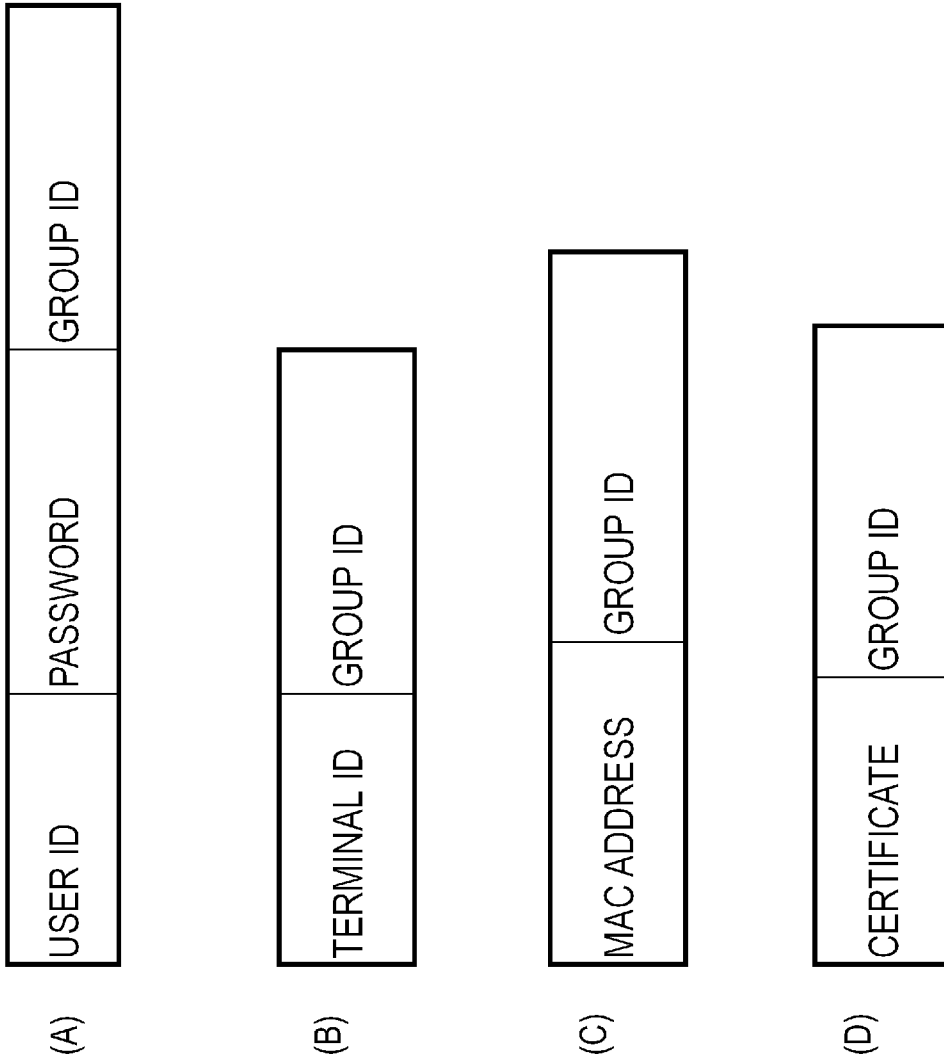 (A) USER ID PASSWORD GROUP ID
(B) TERMINAL ID GROUP ID
(C) MAC ADDRESS GROUP ID
(D) CERTIFICATE GROUP ID